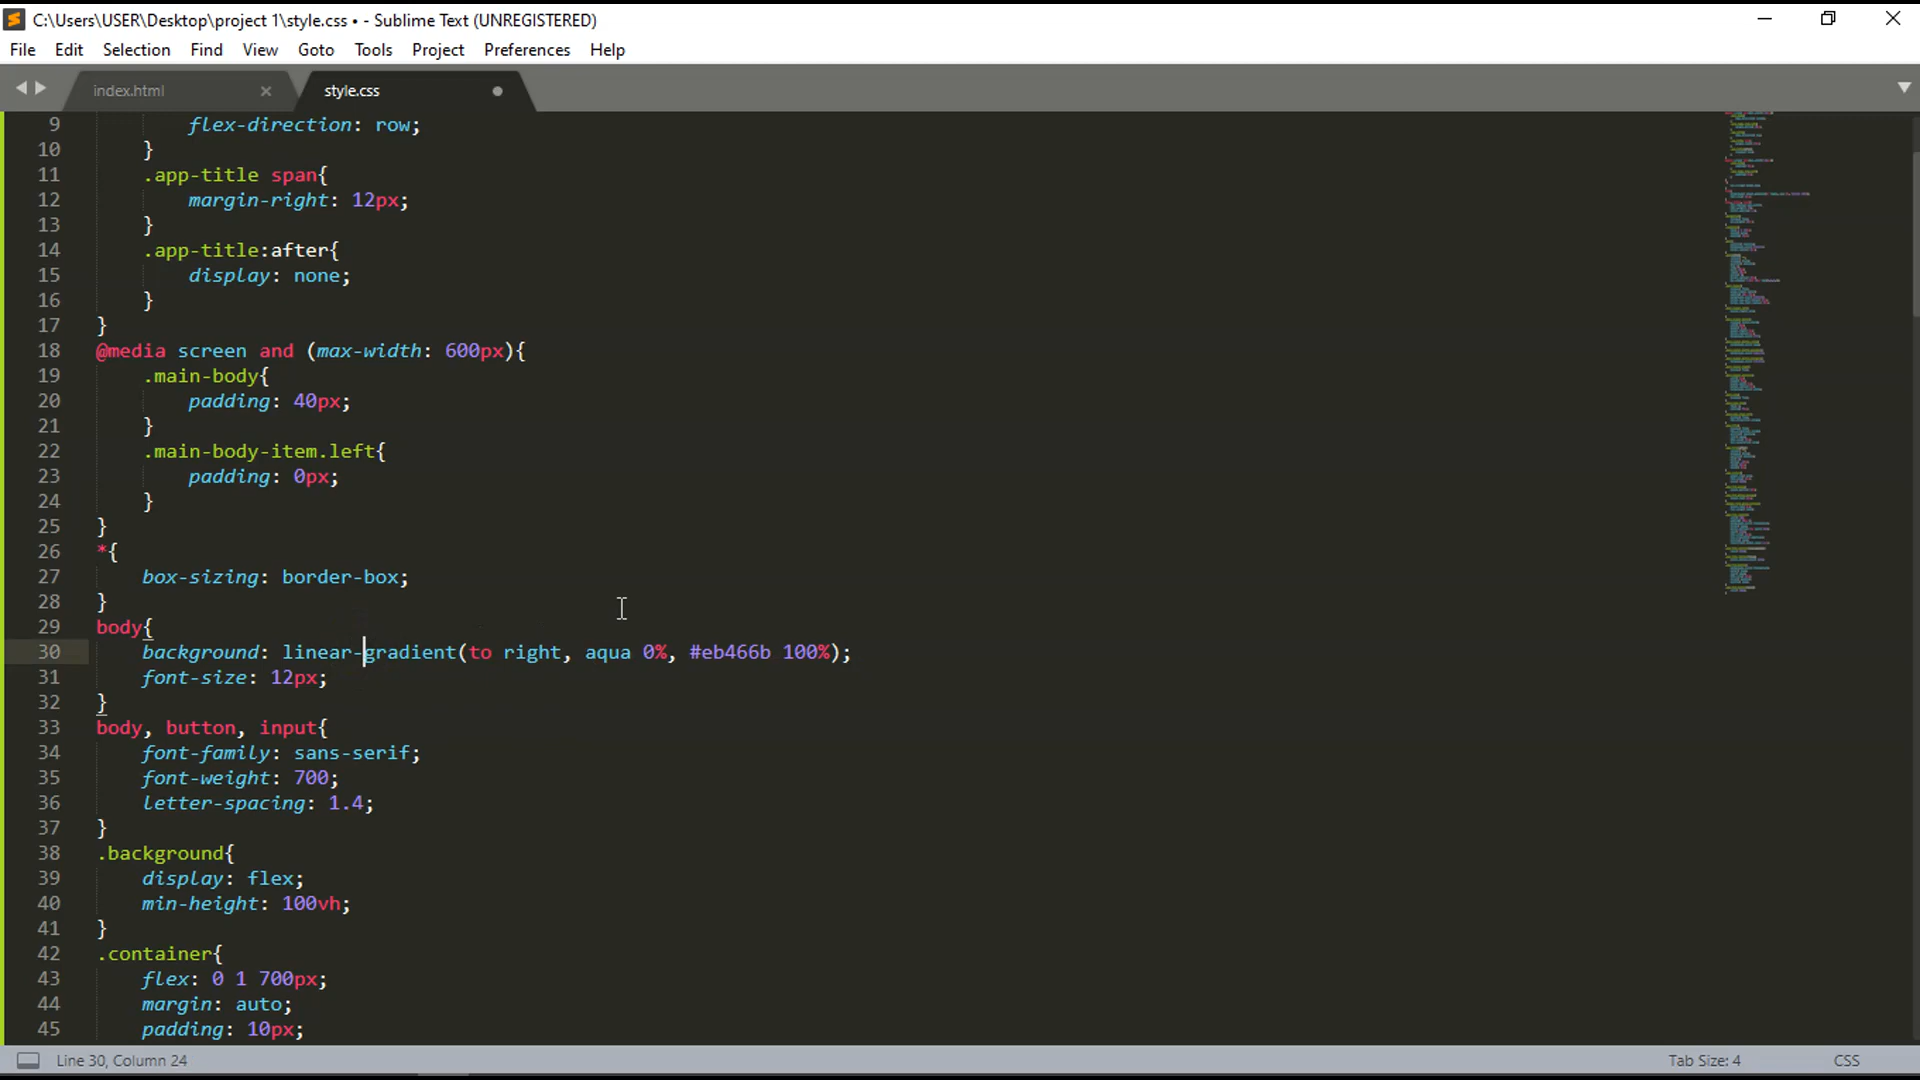 C:\Users\USER\Desktop\project 1\style.css • - Sublime Text (UNREGISTERED)
File Edit Selection Find View Goto Tools Project Preferences Help
index.html × style.css
9 flex-direction: row;
10 }
11 .app-title span{
12 margin-right: 12px;
13 }
14 .app-title:after{
15 display: none;
16 }
17 }
18 @media screen and (max-width: 600px){
19 .main-body{
20 padding: 40px;
21 }
22 .main-body-item.left{
23 padding: 0px;
24 }
25 }
26 *{
27 box-sizing: border-box;
28 }
29 body{
30 background: linear-gradient(to right, aqua 0%, #eb466b 100%);
31 font-size: 12px;
32 }
33 body, button, input{
34 font-family: sans-serif;
35 font-weight: 700;
36 letter-spacing: 1.4;
37 }
38 .background{
39 display: flex;
40 min-height: 100vh;
41 }
42 .container{
43 flex: 0 1 700px;
44 margin: auto;
45 padding: 10px;
Line 30, Column 24 Tab Size: 4 CSS